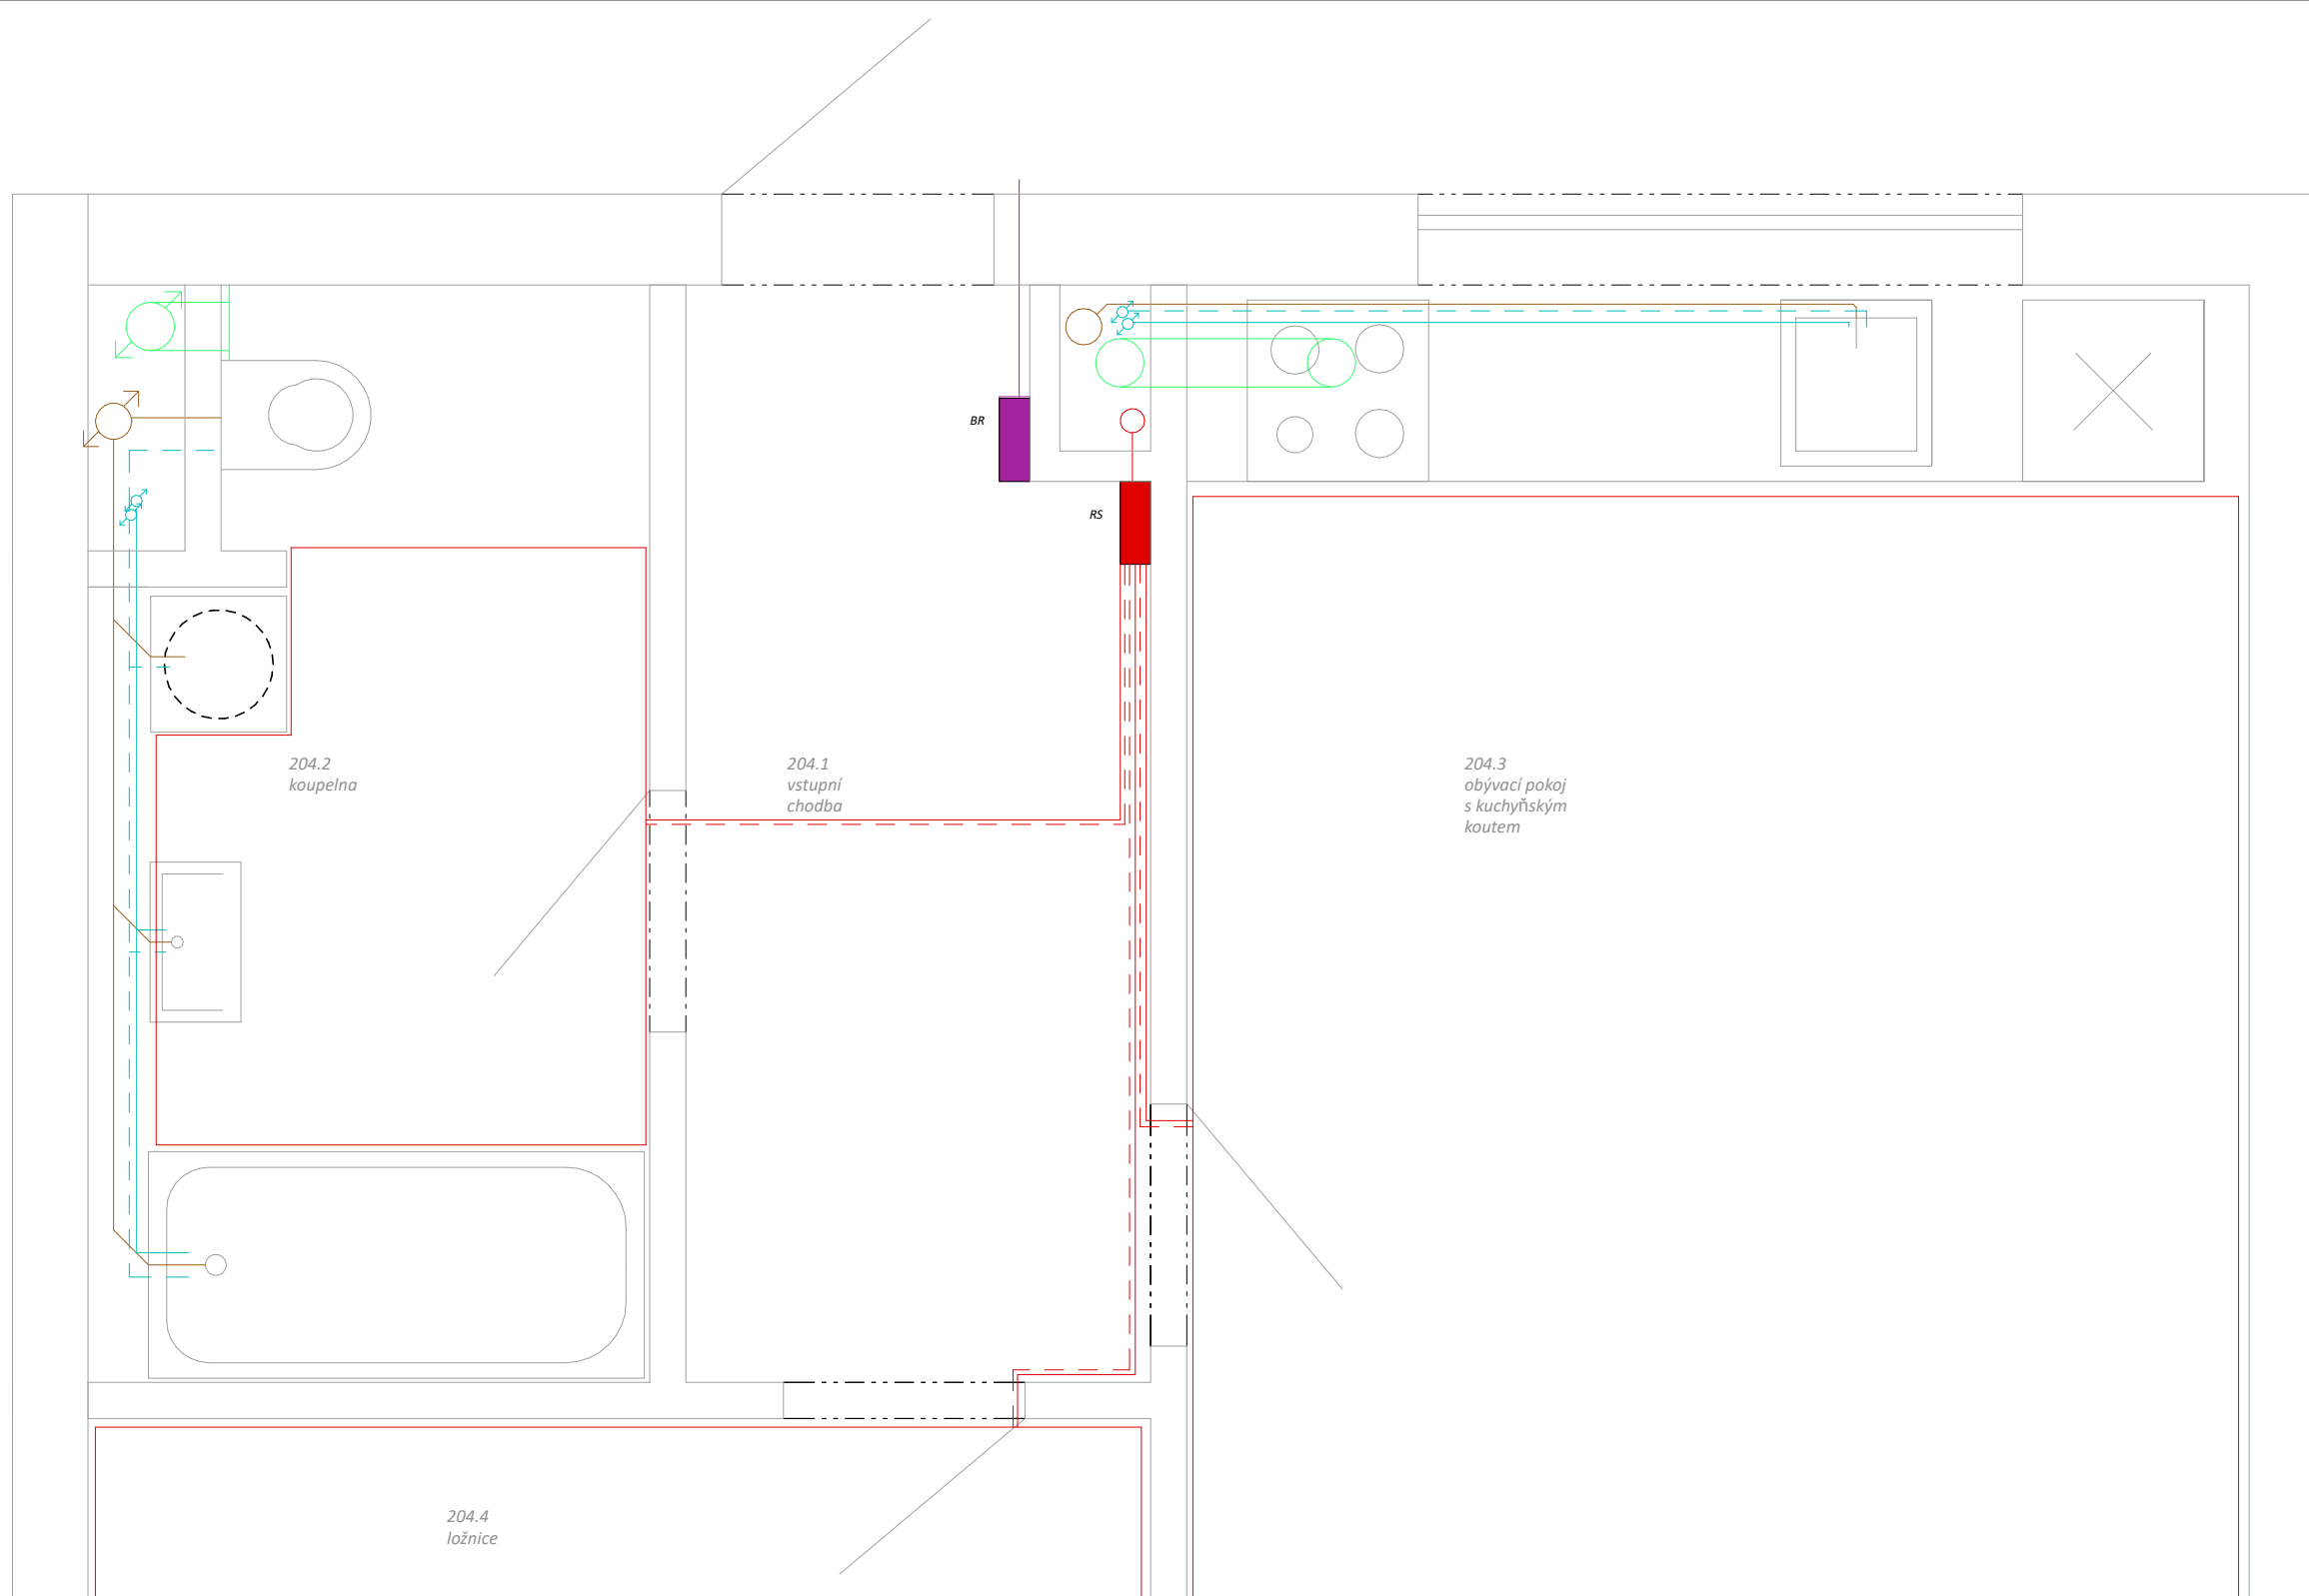 BR
RS
204.2
koupelna
204.1
vstupní
chodba
204.3
obývací pokoj
s kuchyňským
koutem
204.4
ložnice